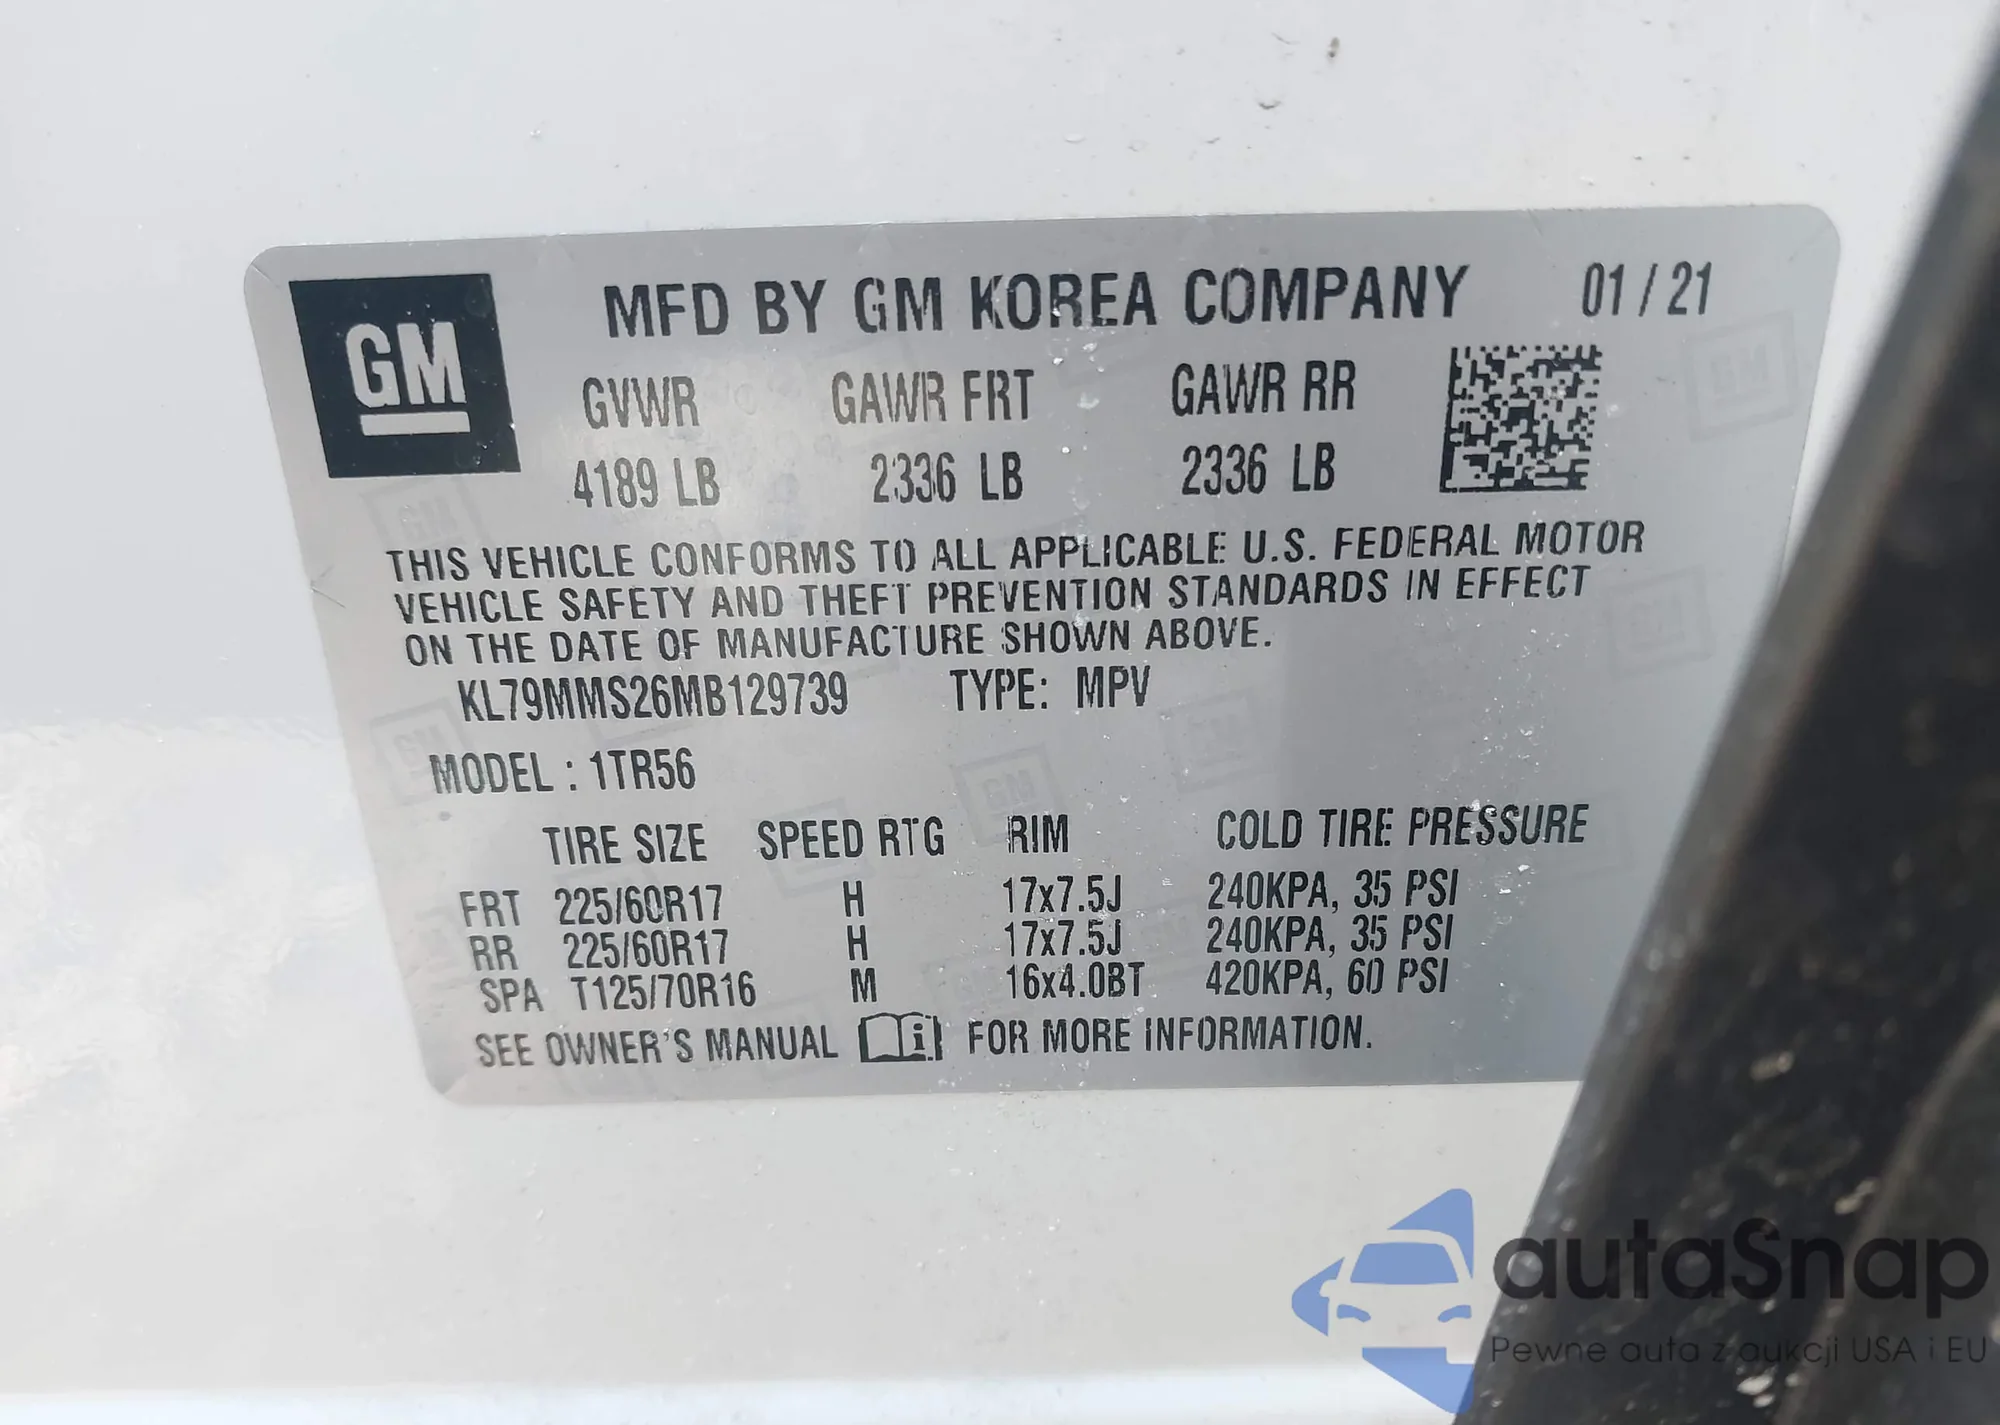 GM
MFD BY GM KOREA COMPANY 01 / 21
GVWR GAWR FRT GAWR RR
4189 LB 2336 LB 2336 LB
THIS VEHICLE CONFORMS TO ALL APPLICABLE U.S. FEDERAL MOTOR
VEHICLE SAFETY AND THEFT PREVENTION STANDARDS IN EFFECT
ON THE DATE OF MANUFACTURE SHOWN ABOVE.
KL79MMS26MB129739 TYPE: MPV
MODEL : 1TR56
TIRE SIZE SPEED RTG RIM COLD TIRE PRESSURE
FRT 225/60R17 H 17x7.5J 240KPA, 35 PSI
RR 225/60R17 H 17x7.5J 240KPA, 35 PSI
SPA T125/70R16 M 16x4.0BT 420KPA, 60 PSI
SEE OWNER'S MANUAL FOR MORE INFORMATION.
autaSnap
Pewne auta z aukcji USA i EU